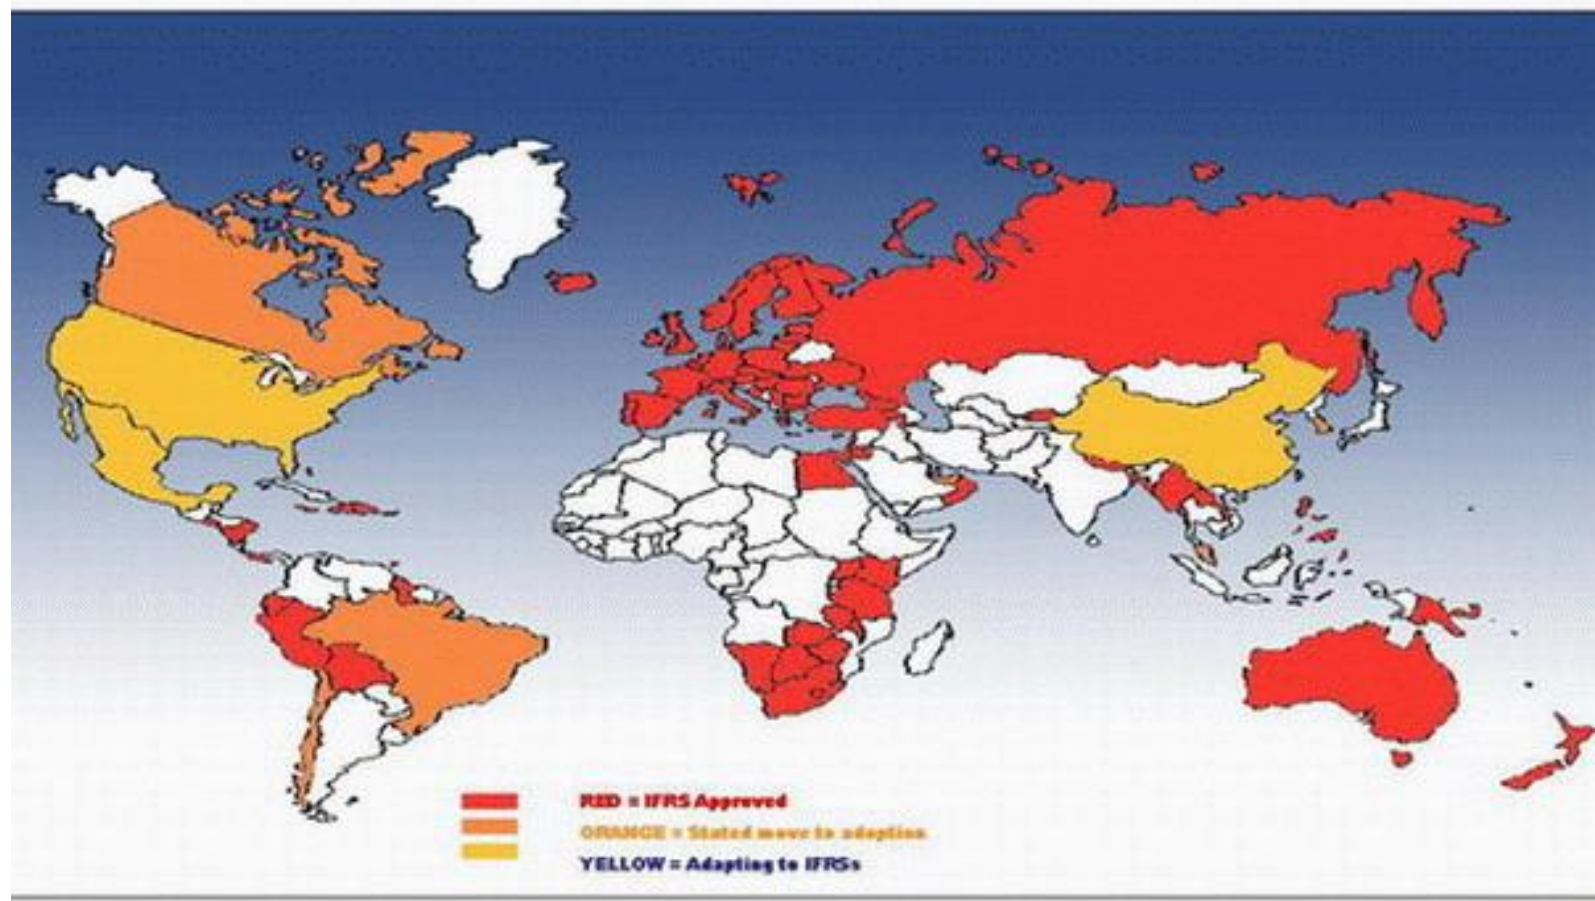 RED = IFRS Approved
ORANGE = Stated move to adoption
YELLOW = Adapting to IFRSs